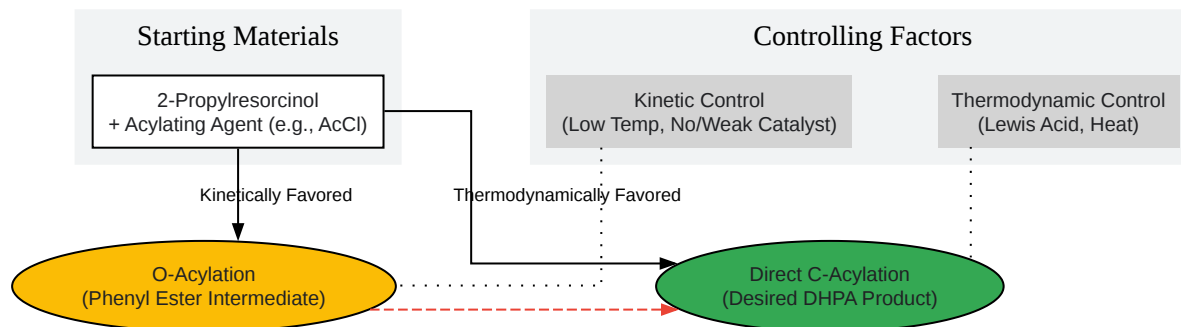 Starting Materials
Controlling Factors
2-Propylresorcinol
+ Acylating Agent (e.g., AcCl)
Kinetic Control
(Low Temp, No/Weak Catalyst)
Thermodynamic Control
(Lewis Acid, Heat)
Kinetically Favored
Thermodynamically Favored
O-Acylation
(Phenyl Ester Intermediate)
Direct C-Acylation
(Desired DHPA Product)